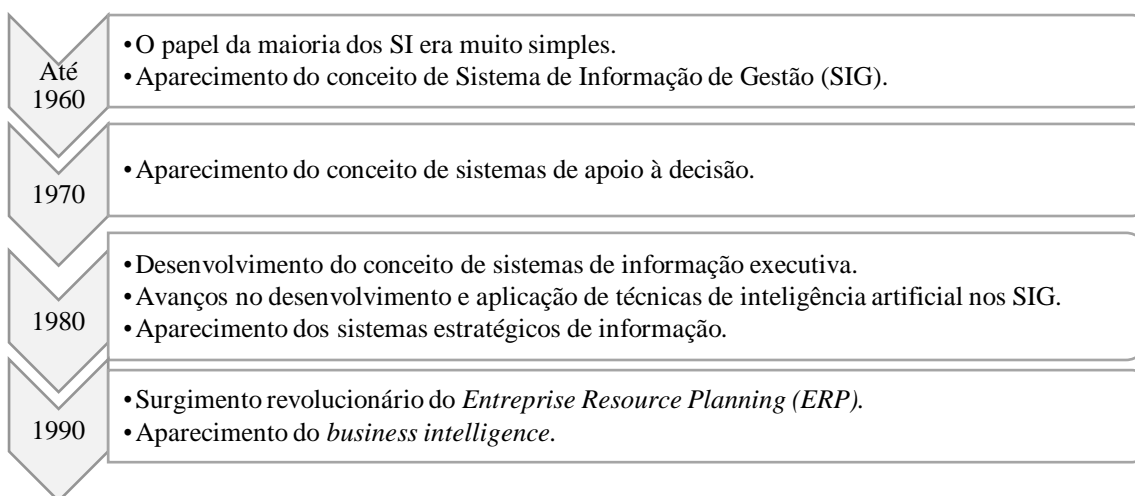 Até
1960
•O papel da maioria dos SI era muito simples.
•Aparecimento do conceito de Sistema de Informação de Gestão (SIG).
1970
•Aparecimento do conceito de sistemas de apoio à decisão.
1980
•Desenvolvimento do conceito de sistemas de informação executiva.
•Avanços no desenvolvimento e aplicação de técnicas de inteligência artificial nos SIG.
•Aparecimento dos sistemas estratégicos de informação.
1990
•Surgimento revolucionário do Entreprise Resource Planning (ERP).
•Aparecimento do business intelligence.